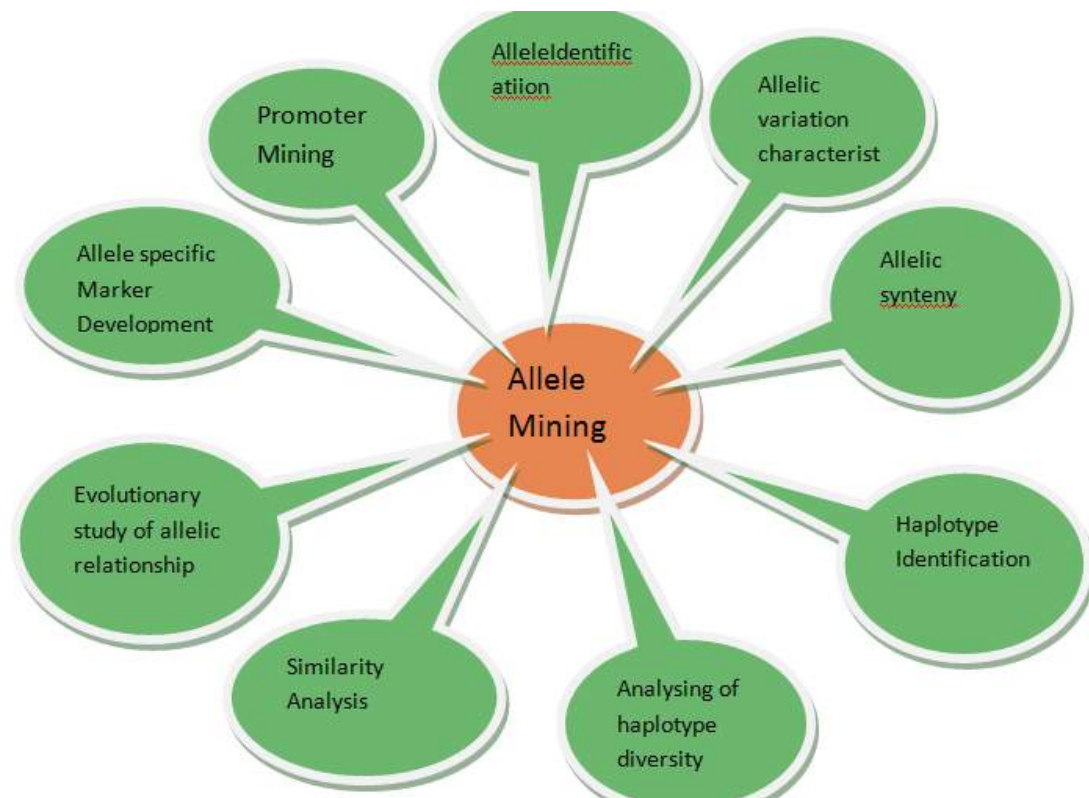 AlleleIdentific
atiion
Promoter
Mining
Allelic
variation
characterist
Allele specific
Marker
Development
Allelic
synteny
Allele
Mining
Evolutionary
study of allelic
relationship
Haplotype
Identification
Similarity
Analysis
Analysing of
haplotype
diversity